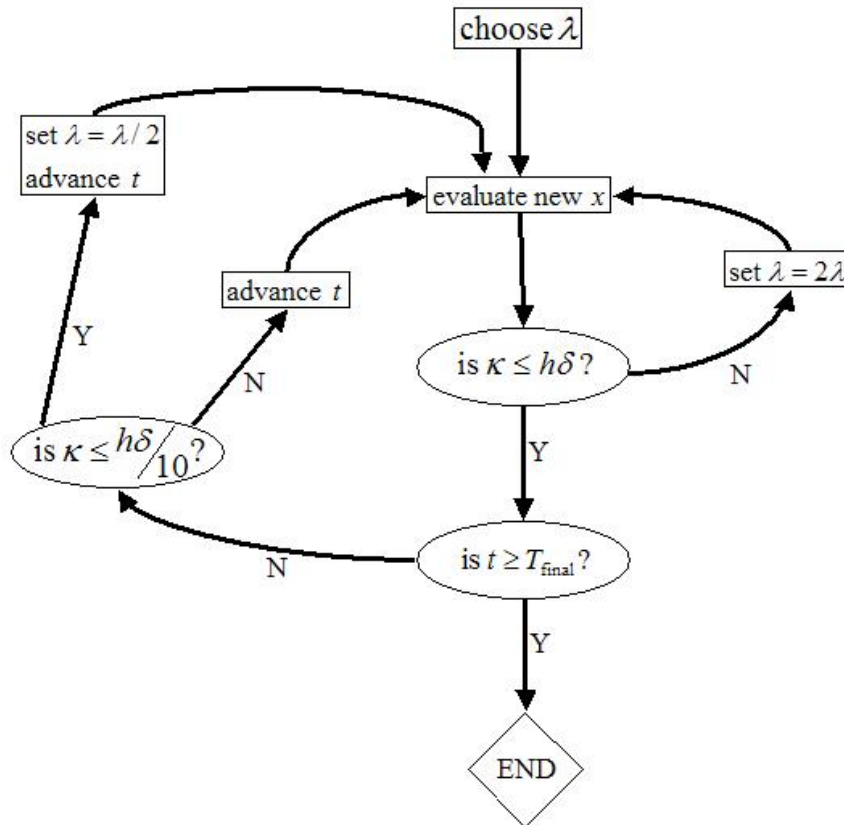 choose λ
set λ = λ / 2
advance t
evaluate new x
advance t
set λ = 2λ
Y
N
is κ ≤ hδ ?
N
is κ ≤ hδ/10 ?
Y
is t ≥ T_final ?
N
Y
END